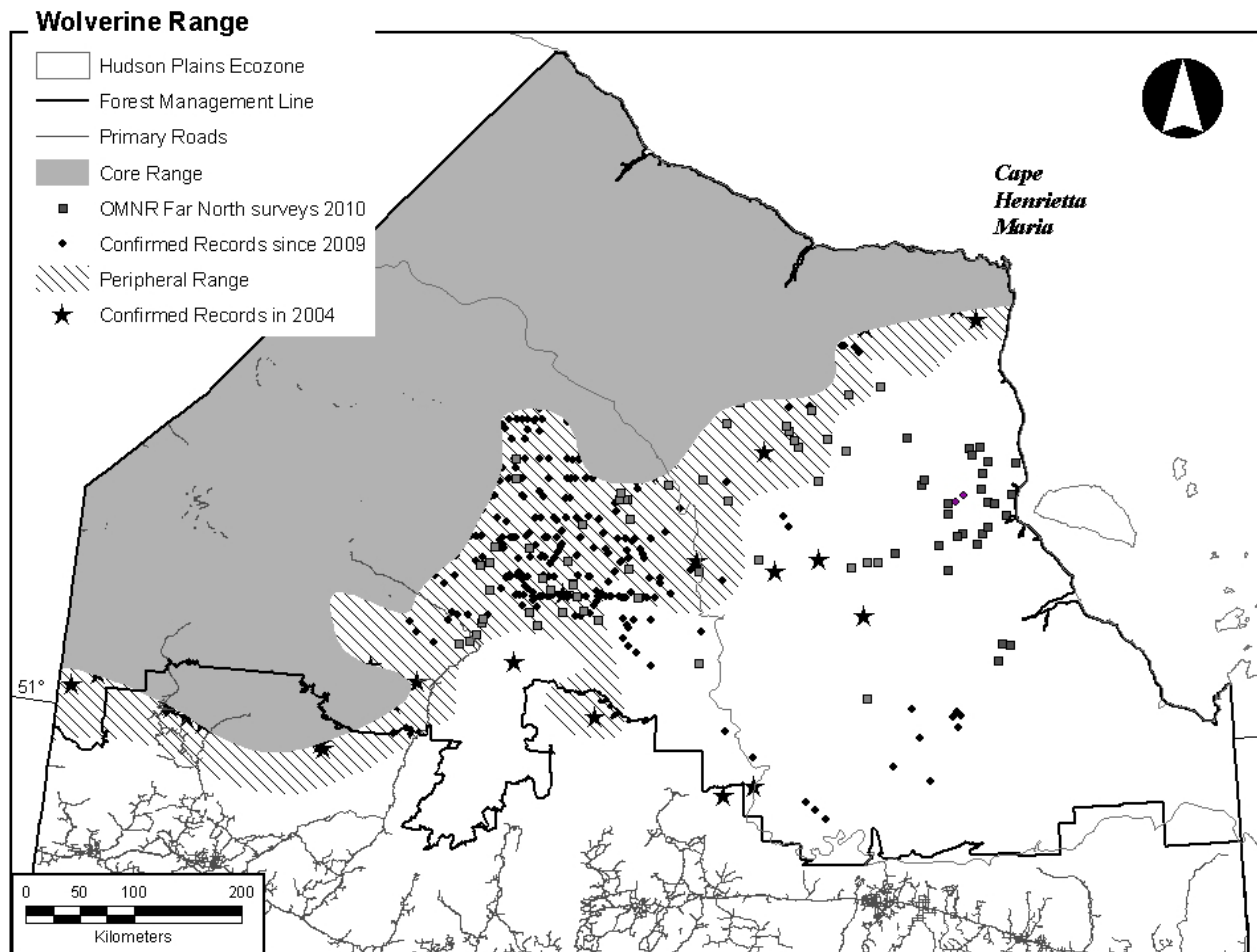 Wolverine Range
Hudson Plains Ecozone
Forest Management Line
Primary Roads
Core Range
OMNR Far North surveys 2010
Confirmed Records since 2009
Peripheral Range
Confirmed Records in 2004
Cape
Henrietta
Maria
51°
0 50 100 200
Kilometers